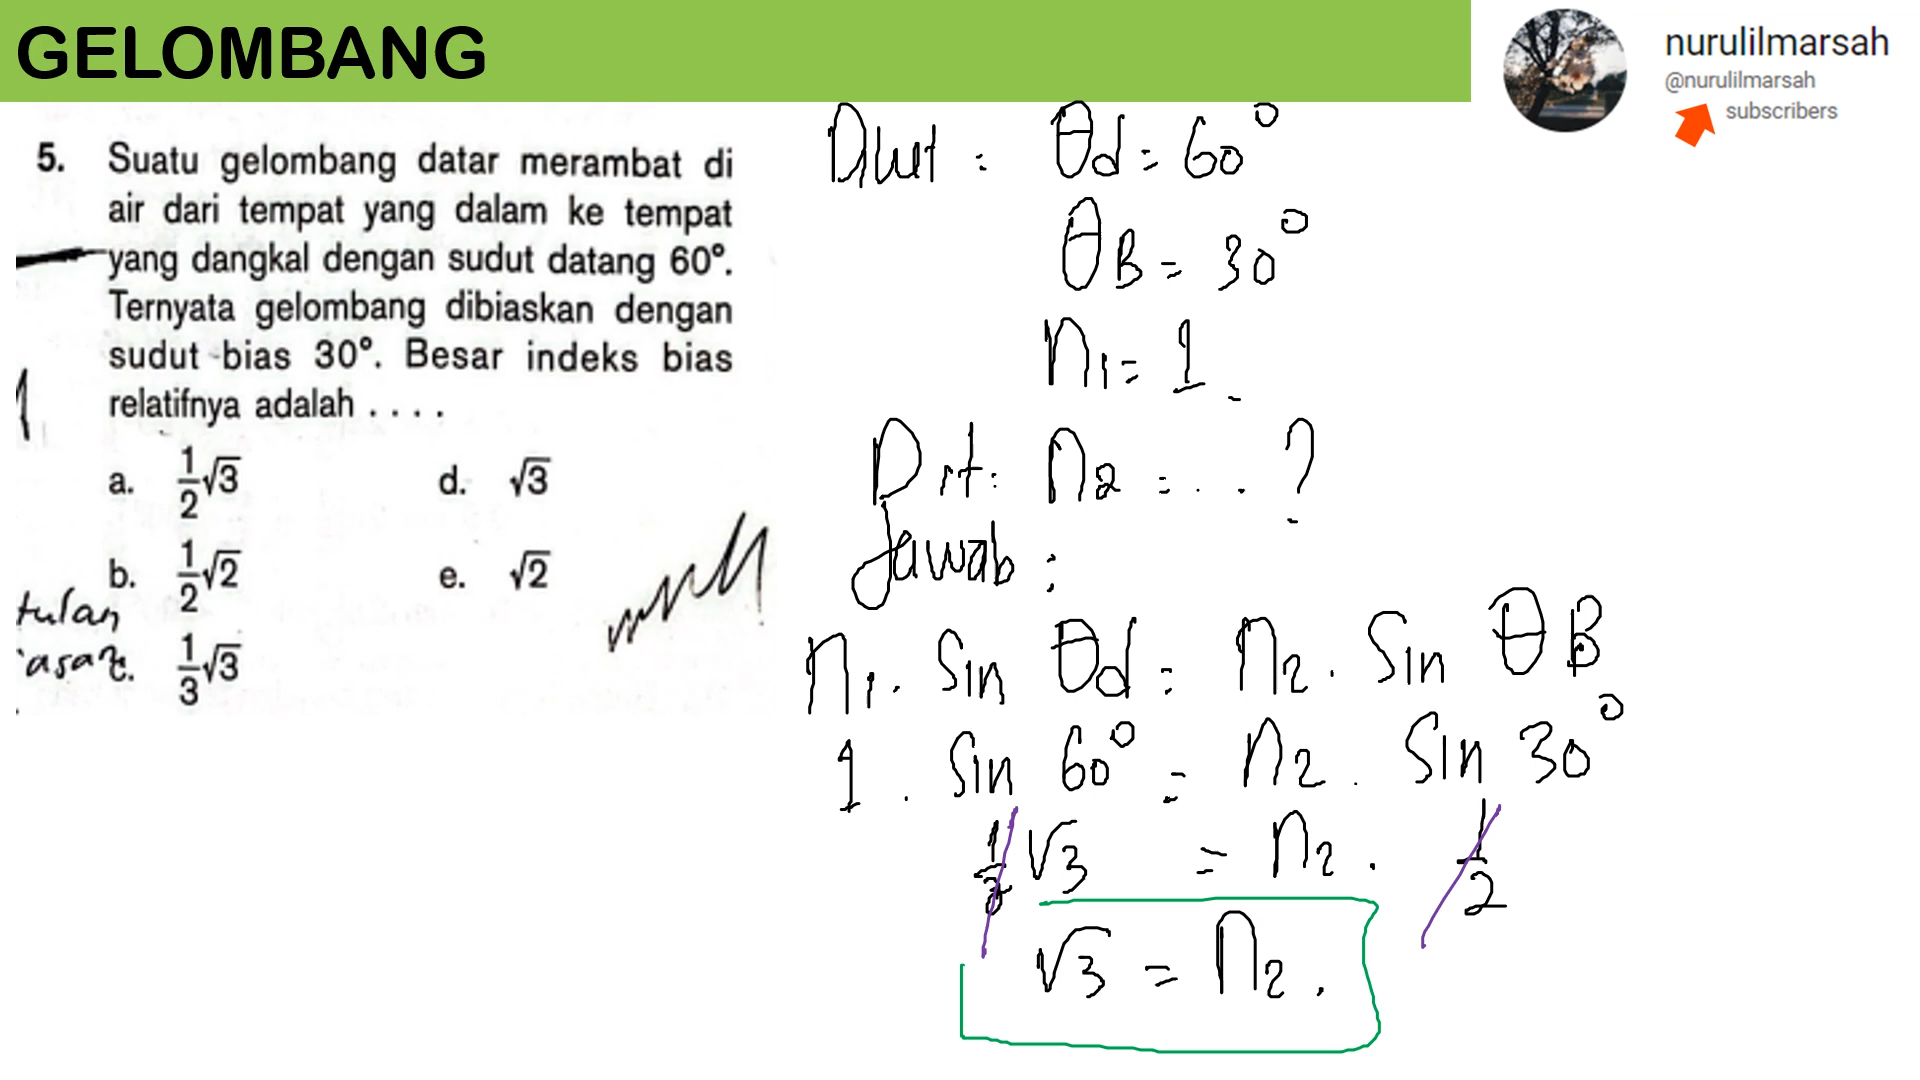 GELOMBANG
nurulilmarsah
@nurulilmarsah
subscribers
5. Suatu gelombang datar merambat di
air dari tempat yang dalam ke tempat
yang dangkal dengan sudut datang 60°.
Ternyata gelombang dibiaskan dengan
sudut bias 30°. Besar indeks bias
relatifnya adalah . . . .
a. 1/2 √3 d. √3
b. 1/2 √2 e. √2
tulan
c. 1/3 √3
θd = 60°
θB = 30°
n1 = 1
Dit: n2 = . . . ?
Jawab :
n1 . Sin θd = n2 . Sin θB
1 . Sin 60° = n2 . Sin 30°
1/2 √3 = n2 . 1/2
√3 = n2 .